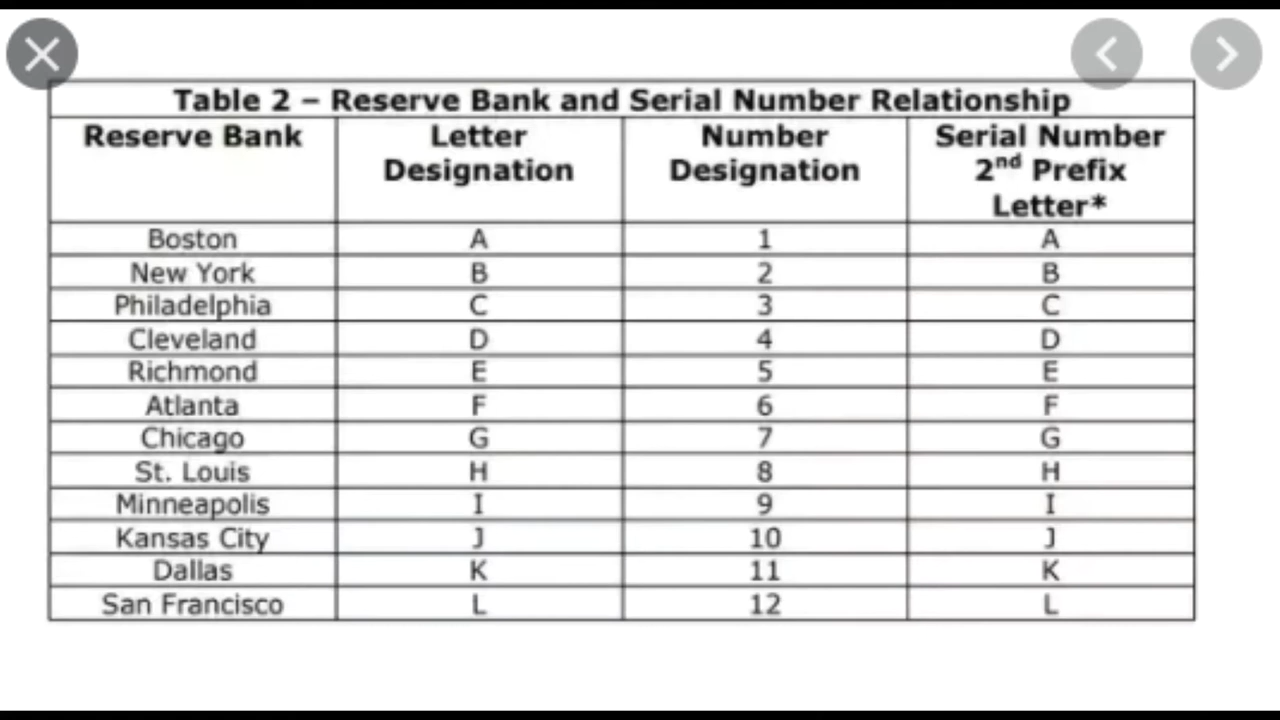 Table 2 – Reserve Bank and Serial Number Relationship
Reserve Bank Letter Designation Number Designation Serial Number 2nd Prefix Letter*
Boston A 1 A
New York B 2 B
Philadelphia C 3 C
Cleveland D 4 D
Richmond E 5 E
Atlanta F 6 F
Chicago G 7 G
St. Louis H 8 H
Minneapolis I 9 I
Kansas City J 10 J
Dallas K 11 K
San Francisco L 12 L